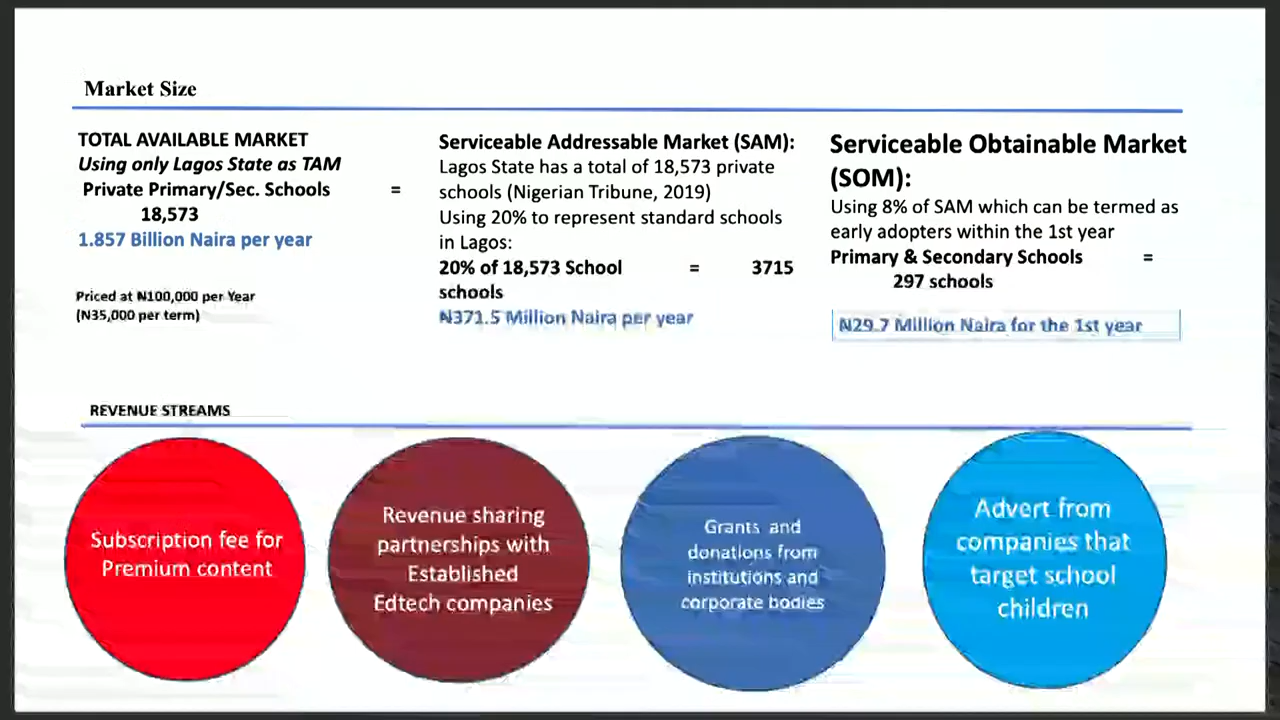 Market Size
TOTAL AVAILABLE MARKET
Using only Lagos State as TAM
Private Primary/Sec. Schools =
18,573
1.857 Billion Naira per year
Priced at ₦100,000 per Year
(N35,000 per term)
Serviceable Addressable Market (SAM):
Lagos State has a total of 18,573 private
schools (Nigerian Tribune, 2019)
Using 20% to represent standard schools
in Lagos:
20% of 18,573 School = 3715
schools
₦371.5 Million Naira per year
Serviceable Obtainable Market
(SOM):
Using 8% of SAM which can be termed as
early adopters within the 1st year
Primary & Secondary Schools =
297 schools
₦29.7 Million Naira for the 1st year
REVENUE STREAMS
Subscription fee for
Premium content
Revenue sharing
partnerships with
Established
Edtech companies
Grants and
donations from
institutions and
corporate bodies
Advert from
companies that
target school
children